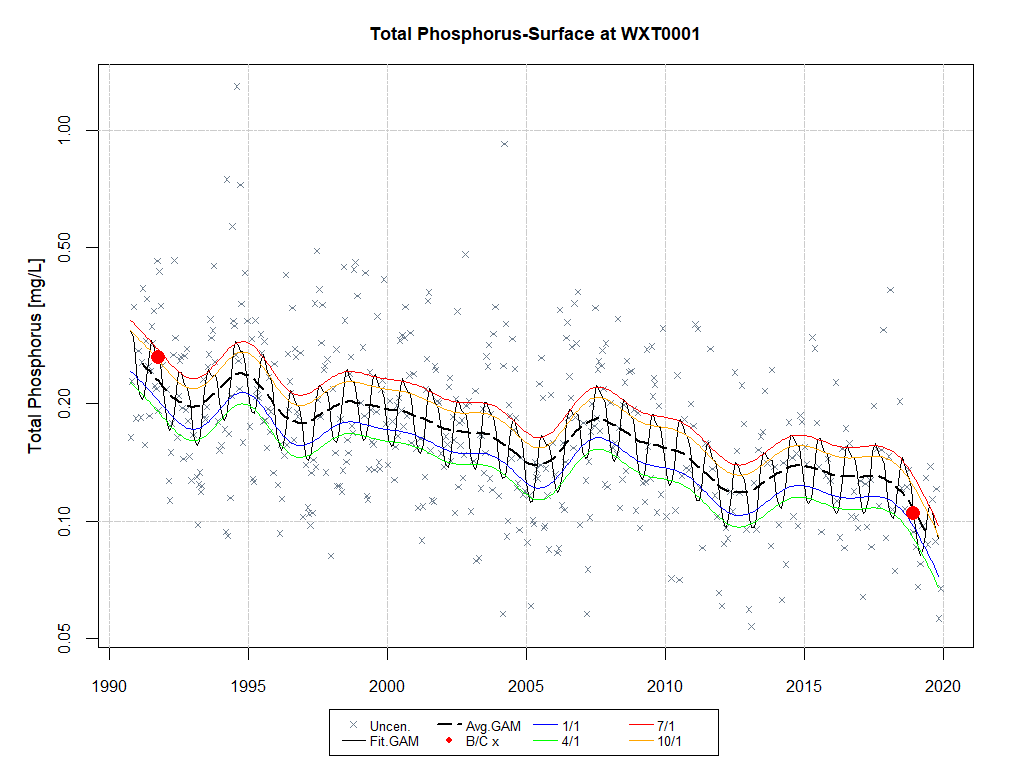 Total Phosphorus-Surface at WXT0001
Total Phosphorus [mg/L]
1.00
0.50
0.20
0.10
0.05
1990 1995 2000 2005 2010 2015 2020
Uncen. Avg.GAM 1/1 7/1
Fit.GAM B/C x 4/1 10/1